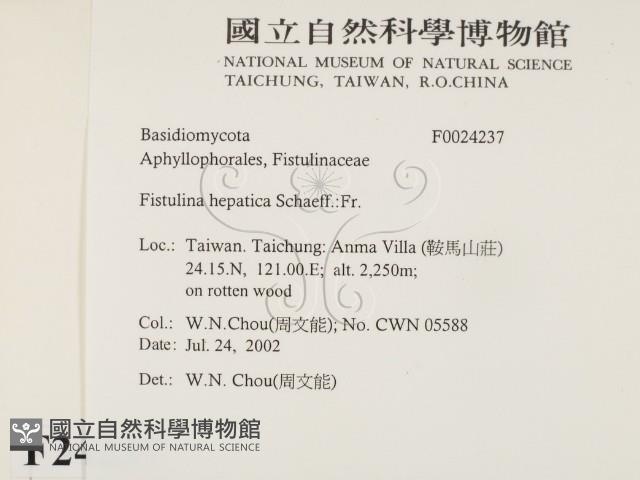 國立自然科學博物館
NATIONAL MUSEUM OF NATURAL SCIENCE
TAICHUNG, TAIWAN, R.O.CHINA
Basidiomycota F0024237
Aphyllophorales, Fistulinaceae
Fistulina hepatica Schaeff.:Fr.
Loc.: Taiwan. Taichung: Anma Villa (鞍馬山莊)
24.15.N, 121.00.E; alt. 2,250m;
on rotten wood
Col.: W.N.Chou(周文能); No. CWN 05588
Date: Jul. 24, 2002
Det.: W.N. Chou(周文能)
國立自然科學博物館
NATIONAL MUSEUM OF NATURAL SCIENCE